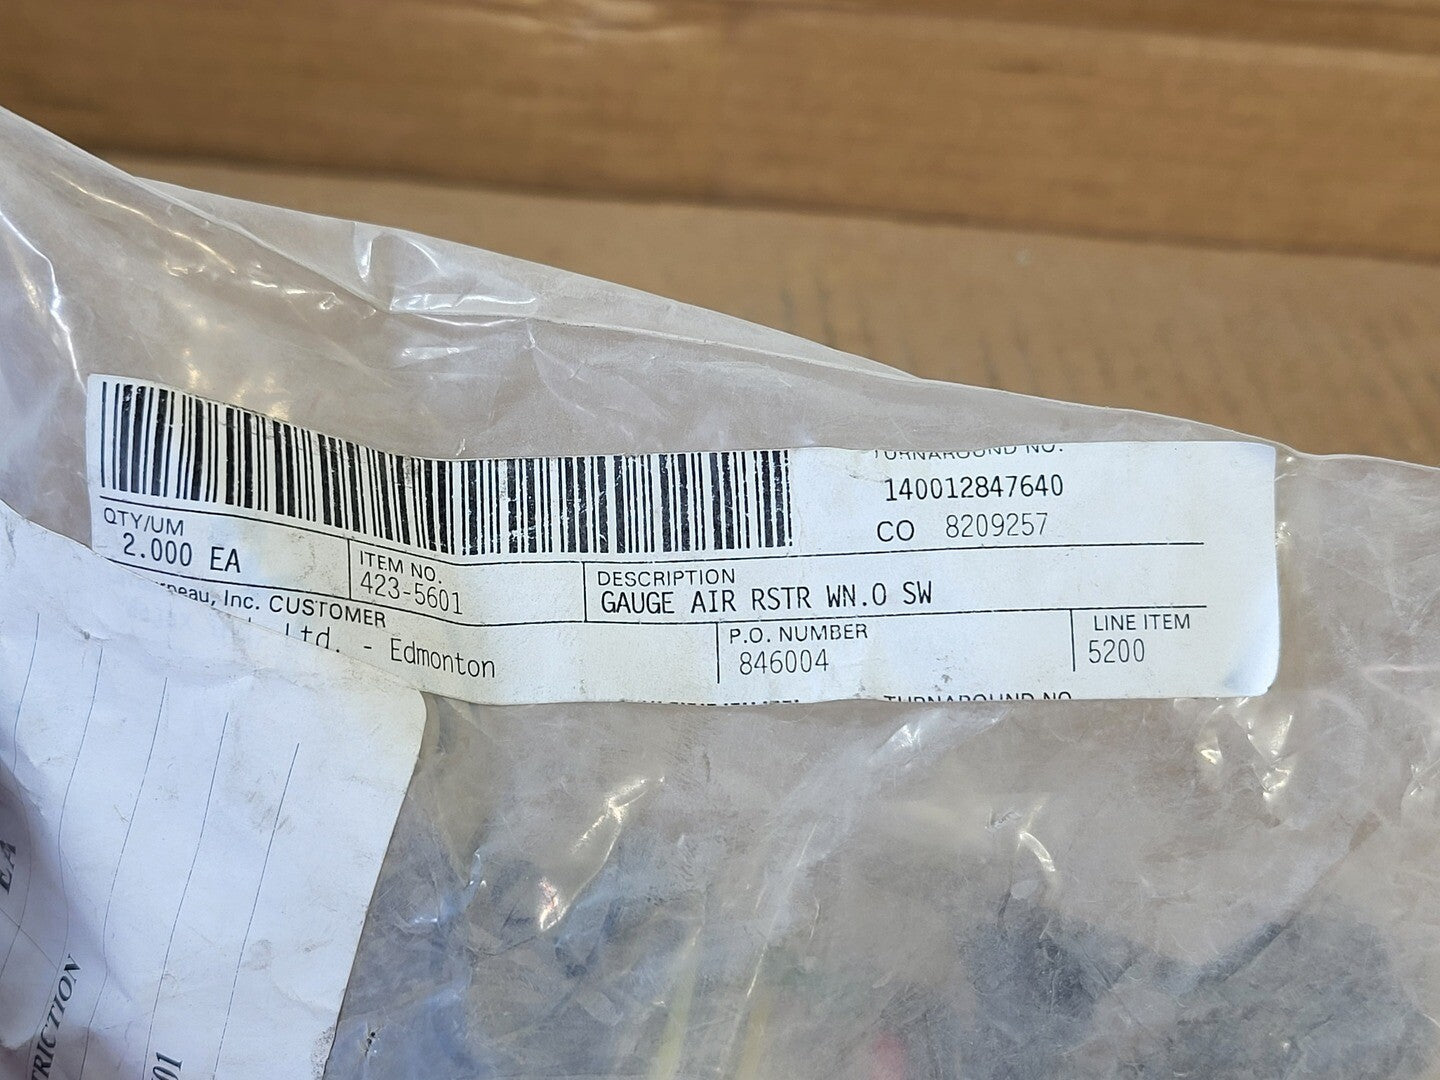 TURNAROUND NO.
140012847640
CO 8209257
QTY/UM
2.000 EA
ITEM NO.
423-5601
DESCRIPTION
GAUGE AIR RSTR WN.O SW
Inc. CUSTOMER
Ltd. - Edmonton
P.O. NUMBER
846004
LINE ITEM
5200
TURNAROUND NO.
EA